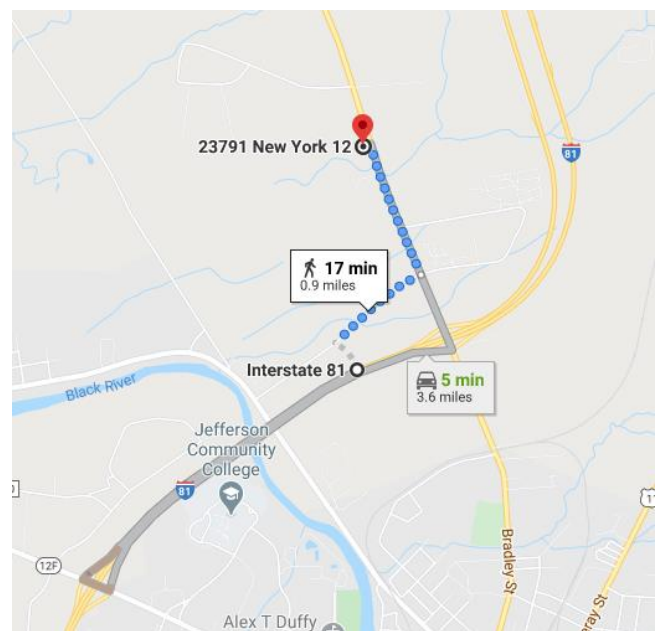 23791 New York 12
81
17 min
0.9 miles
Interstate 81
5 min
3.6 miles
Black River
Jefferson
Community
College
81
12F
Bradley St
11
Alex T Duffy